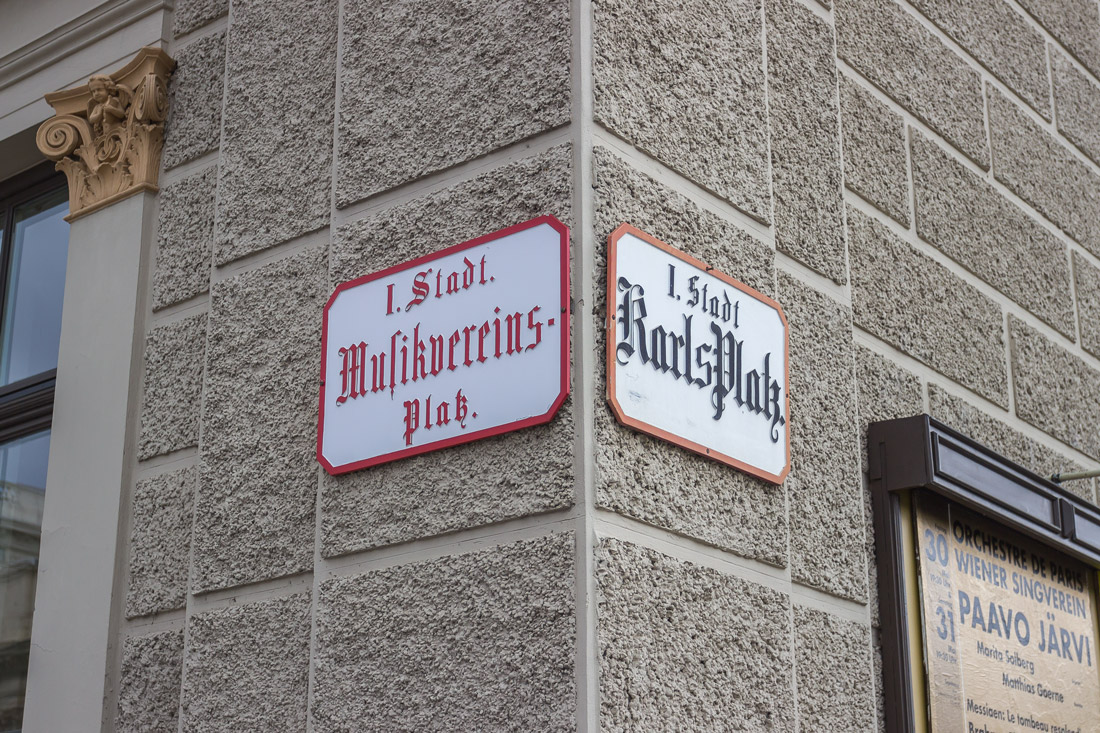 I. Stadt.
Muſikvereins-
Platz.
I. Stadt
KarlsPlatz.
30
ORCHESTRE DE PARIS
WIENER SINGVEREIN
31
PAAVO JÄRVI
Marita Solberg
Matthias Goerne
Messiaen: Le tombeau resplendi